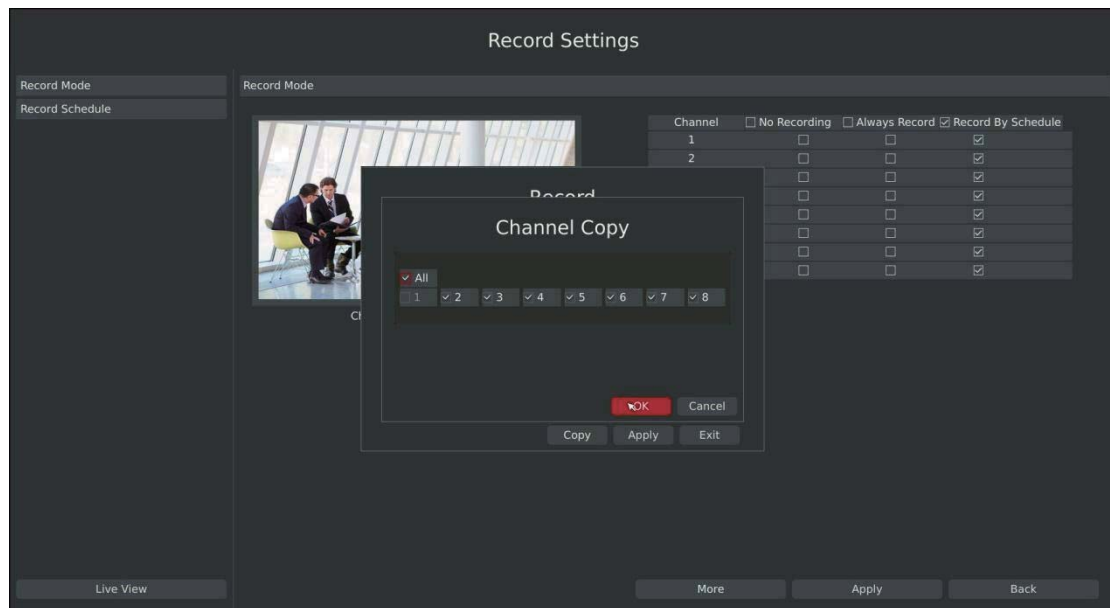 Record Settings
Record Mode
Record Mode
Record Schedule
Channel No Recording Always Record Record By Schedule
1
2
Record
Channel Copy
All
1 2 3 4 5 6 7 8
OK Cancel
Copy Apply Exit
Live View More Apply Back